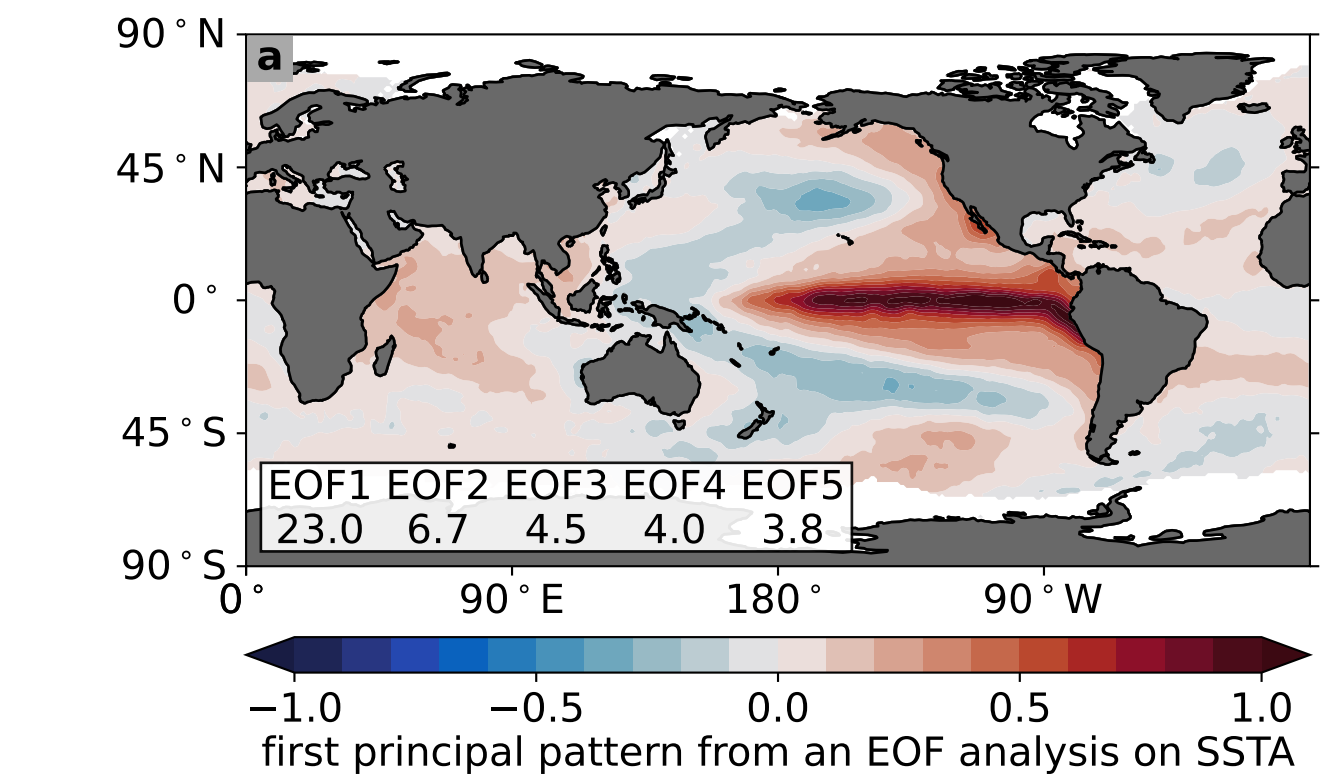 90°N
a
45°N
0°
45°S
EOF1 EOF2 EOF3 EOF4 EOF5
23.0 6.7 4.5 4.0 3.8
90°S
0° 90°E 180° 90°W
−1.0 −0.5 0.0 0.5 1.0
first principal pattern from an EOF analysis on SSTA